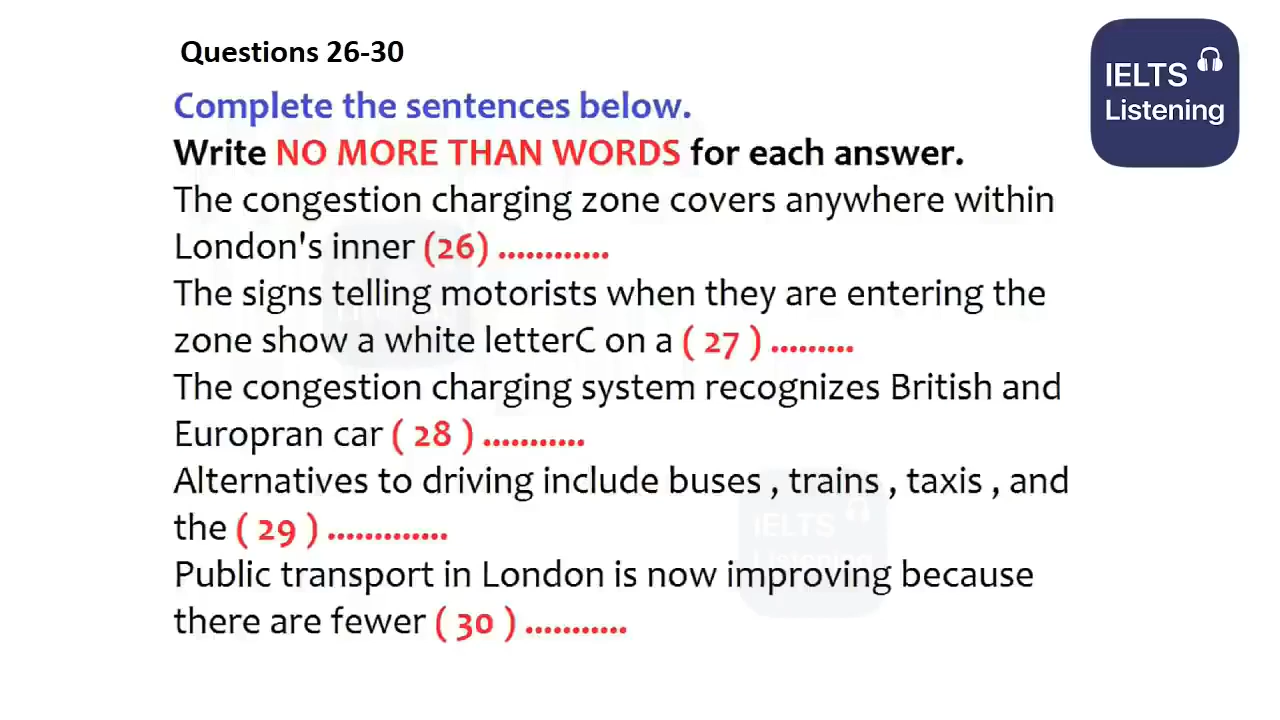 Questions 26-30
IELTS
Listening
Complete the sentences below.
Write NO MORE THAN WORDS for each answer.
The congestion charging zone covers anywhere within
London's inner (26) ............
The signs telling motorists when they are entering the
zone show a white letterC on a ( 27 ) .........
The congestion charging system recognizes British and
Europran car ( 28 ) ...........
Alternatives to driving include buses , trains , taxis , and
the ( 29 ) .............
IELTS
Listening
Public transport in London is now improving because
there are fewer ( 30 ) ...........